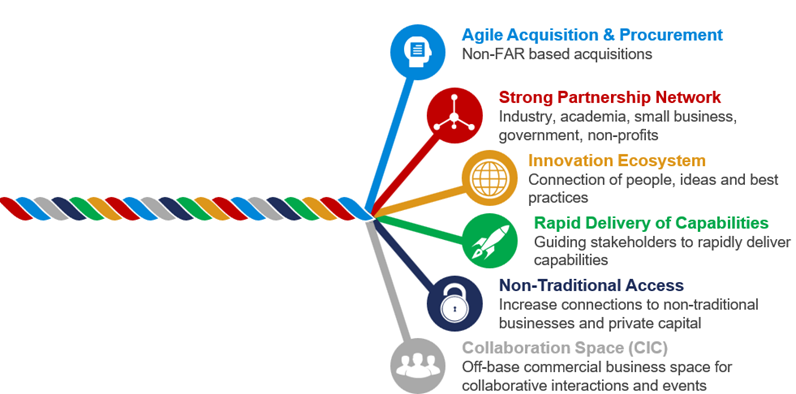 Agile Acquisition & Procurement
Non-FAR based acquisitions
Strong Partnership Network
Industry, academia, small business,
government, non-profits
Innovation Ecosystem
Connection of people, ideas and best
practices
Rapid Delivery of Capabilities
Guiding stakeholders to rapidly deliver
capabilities
Non-Traditional Access
Increase connections to non-traditional
businesses and private capital
Collaboration Space (CIC)
Off-base commercial business space for
collaborative interactions and events